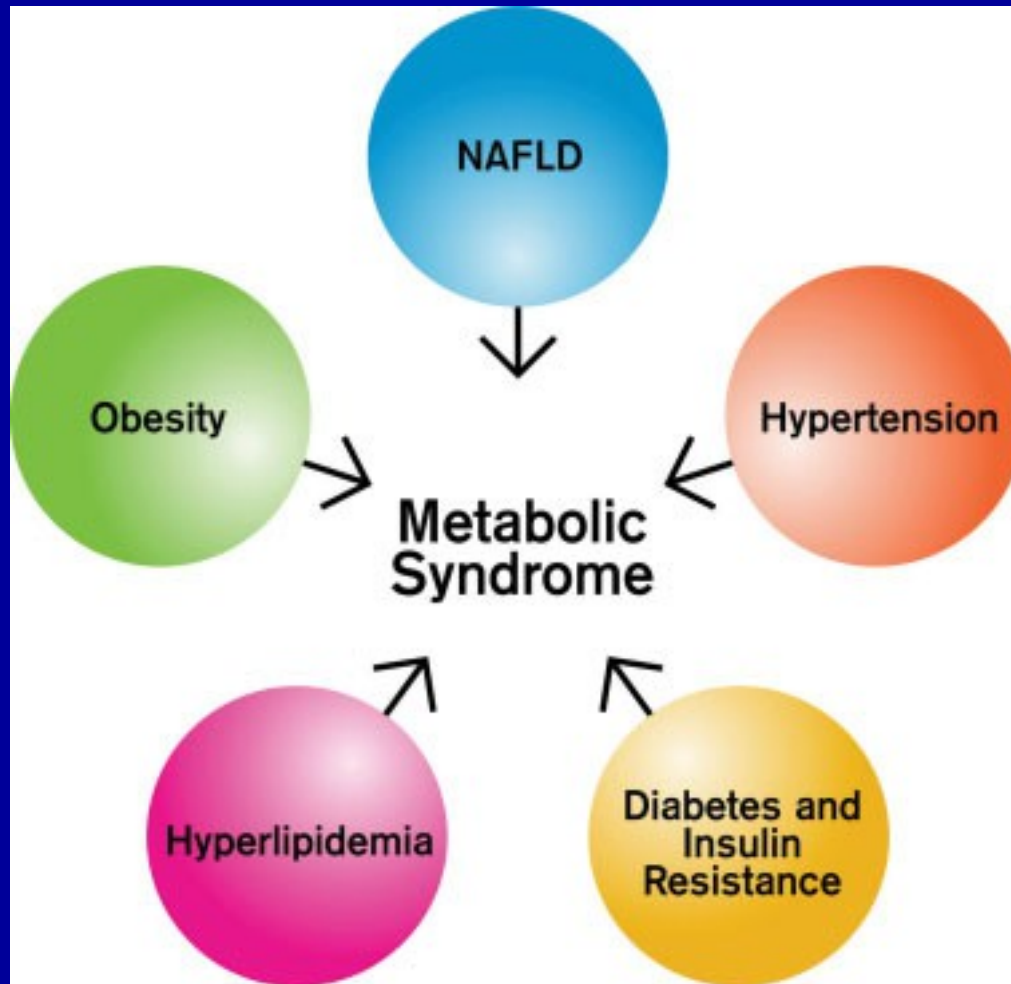 NAFLD
Obesity
Hypertension
Metabolic
Syndrome
Hyperlipidemia
Diabetes and
Insulin
Resistance